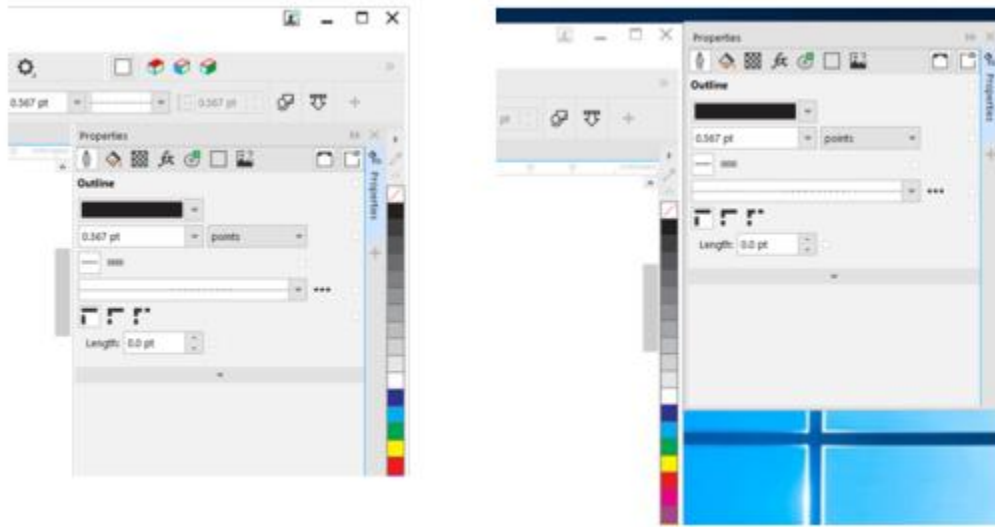 0.567 pt
0.567 pt
Properties
Outline
0.567 pt
points
Length: 0.0 pt
Properties
pt
Properties
Outline
0.567 pt
points
Length: 0.0 pt
Properties